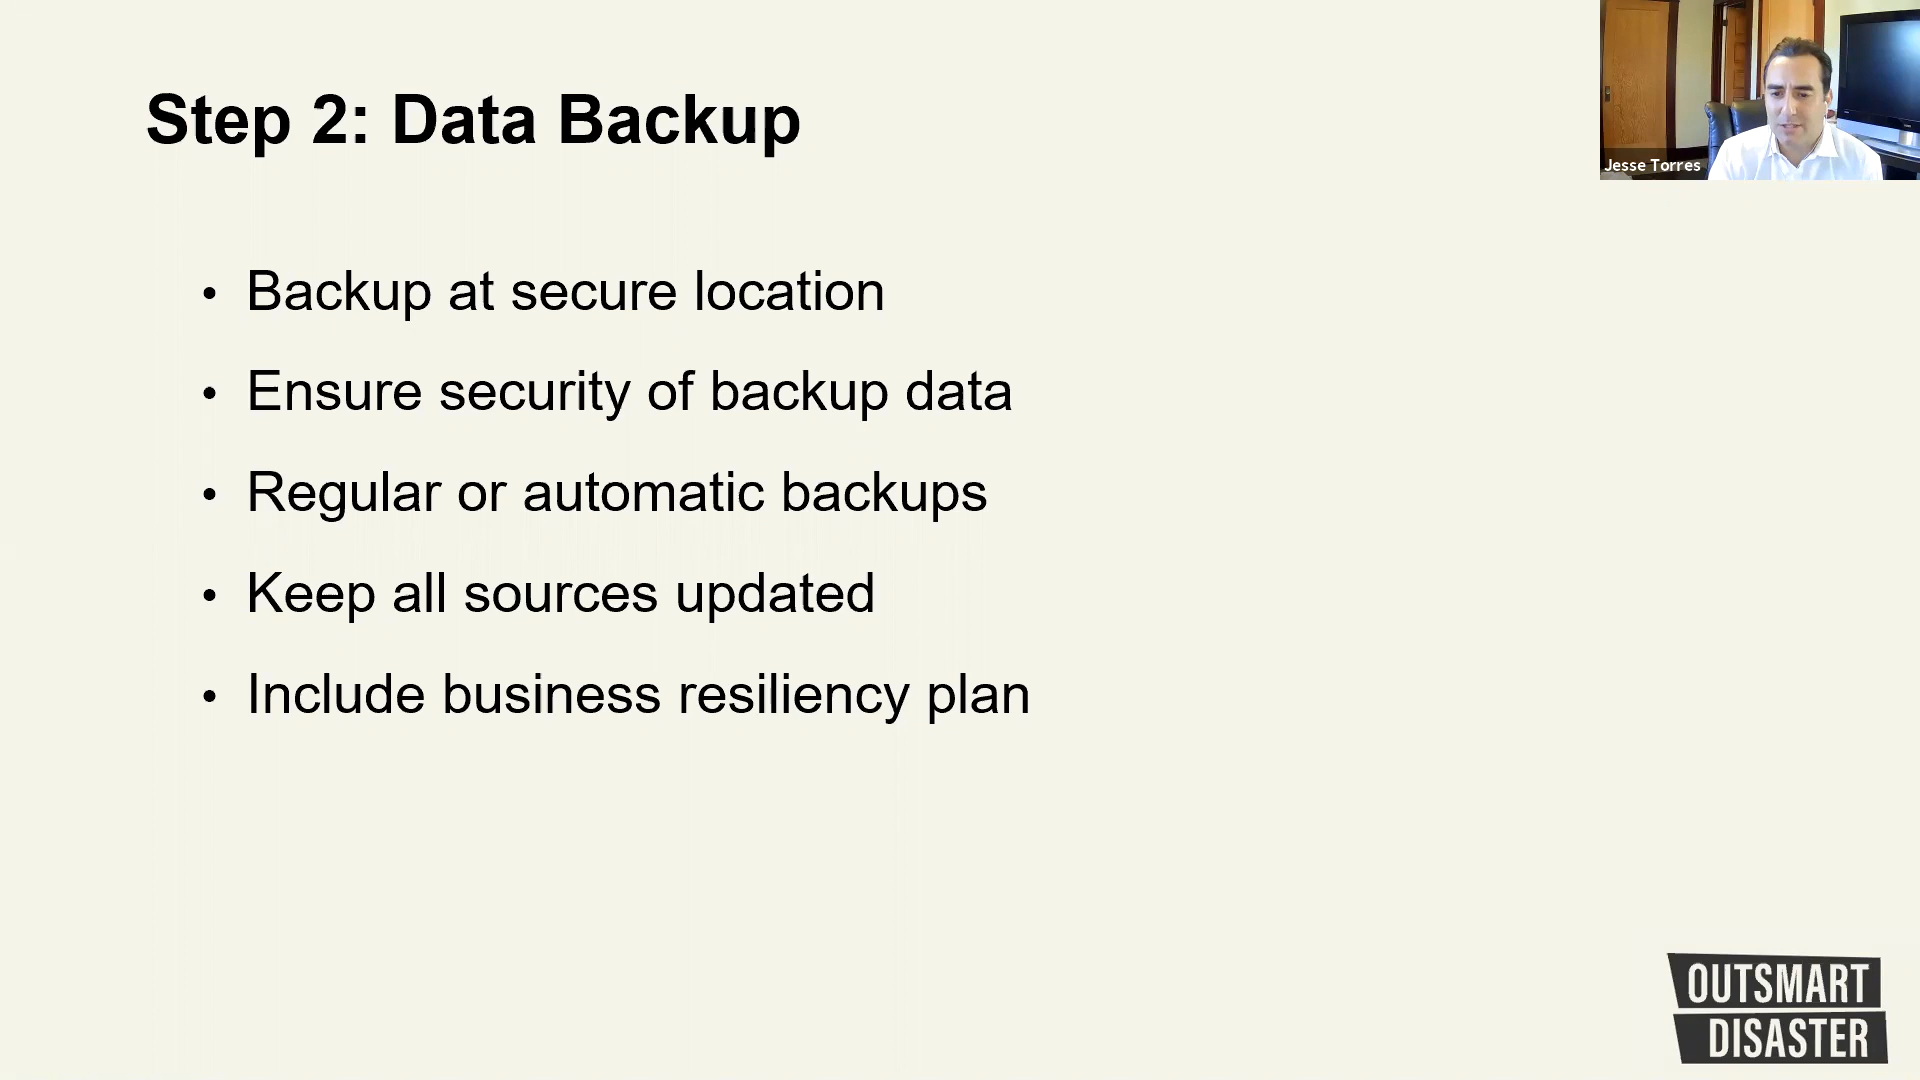 Step 2: Data Backup
Jesse Torres
• Backup at secure location
• Ensure security of backup data
• Regular or automatic backups
• Keep all sources updated
• Include business resiliency plan
OUTSMART
DISASTER